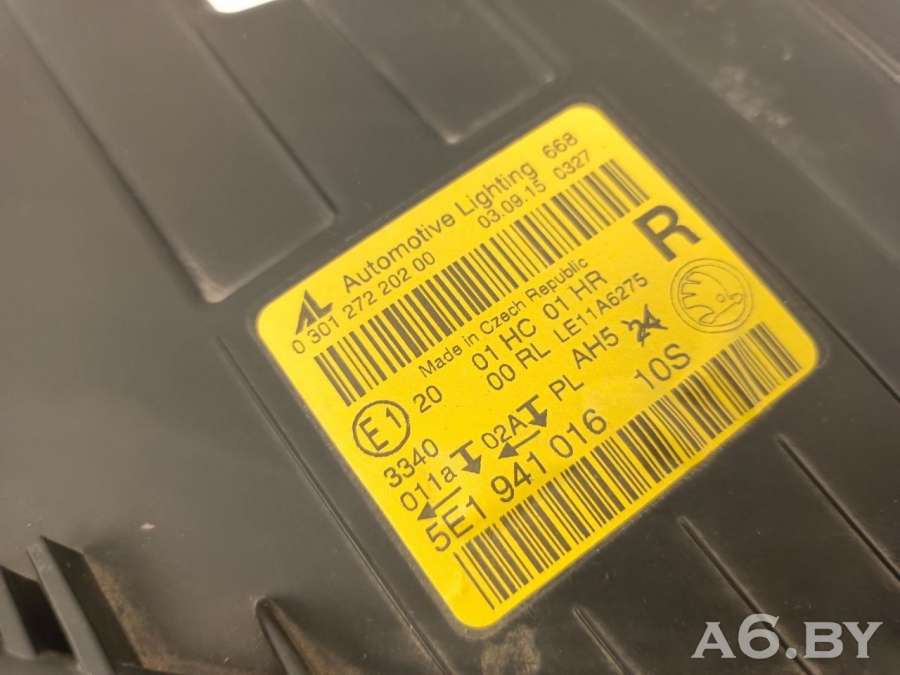 AL Automotive Lighting 668
0 301 272 202 00 03.09.15 0327
R
Made in Czech Republic
E1 20 01 HC 01 HR
00 RL LE11A6275
3340 PL AH5
011a 02A
5E1 941 016 10S
A6.BY